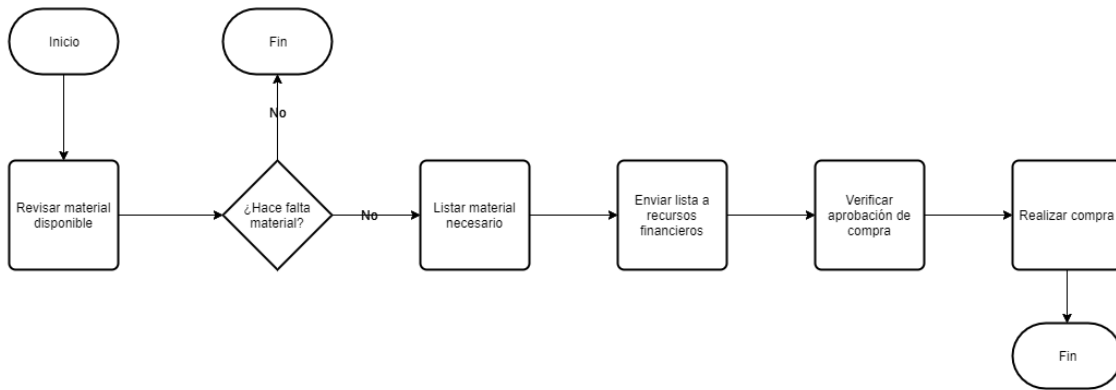 Inicio
Fin
No
Revisar material
disponible
¿Hace falta
material?
No
Listar material
necesario
Enviar lista a
recursos
financieros
Verificar
aprobación de
compra
Realizar compra
Fin